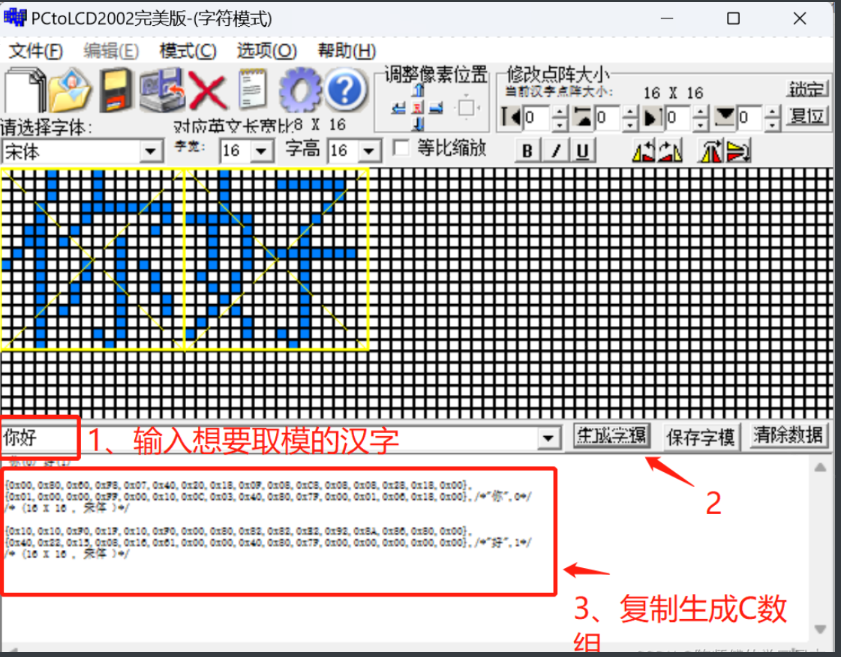 PCtoLCD2002完美版-(字符模式)
文件(F) 编辑(E) 模式(C) 选项(O) 帮助(H)
调整像素位置
修改点阵大小
当前汉字点阵大小: 16 X 16
锁定
0 0 0 0
复位
请选择字体: 对应英文长宽比8 X 16
宋体
字宽: 16 字高 16 等比缩放
B I U
你好
1、输入想要取模的汉字
生成字模 保存字模 清除数据
2
{0x00,0x80,0x60,0xF8,0x07,0x40,0x20,0x18,0x0F,0x08,0xC8,0x08,0x08,0x28,0x18,0x00},
{0x01,0x00,0x00,0xFF,0x00,0x10,0x0C,0x03,0x40,0x80,0x7F,0x00,0x01,0x06,0x18,0x00},/*"你",0*/
/* (16 X 16 , 宋体 )*/
{0x10,0x10,0xF0,0x1F,0x10,0xF0,0x00,0x80,0x82,0x82,0xE2,0x92,0x8A,0x86,0x80,0x00},
{0x40,0x22,0x15,0x08,0x16,0x61,0x00,0x00,0x40,0x80,0x7F,0x00,0x00,0x00,0x00,0x00},/*"好",1*/
/* (16 X 16 , 宋体 )*/
3、复制生成C数
组